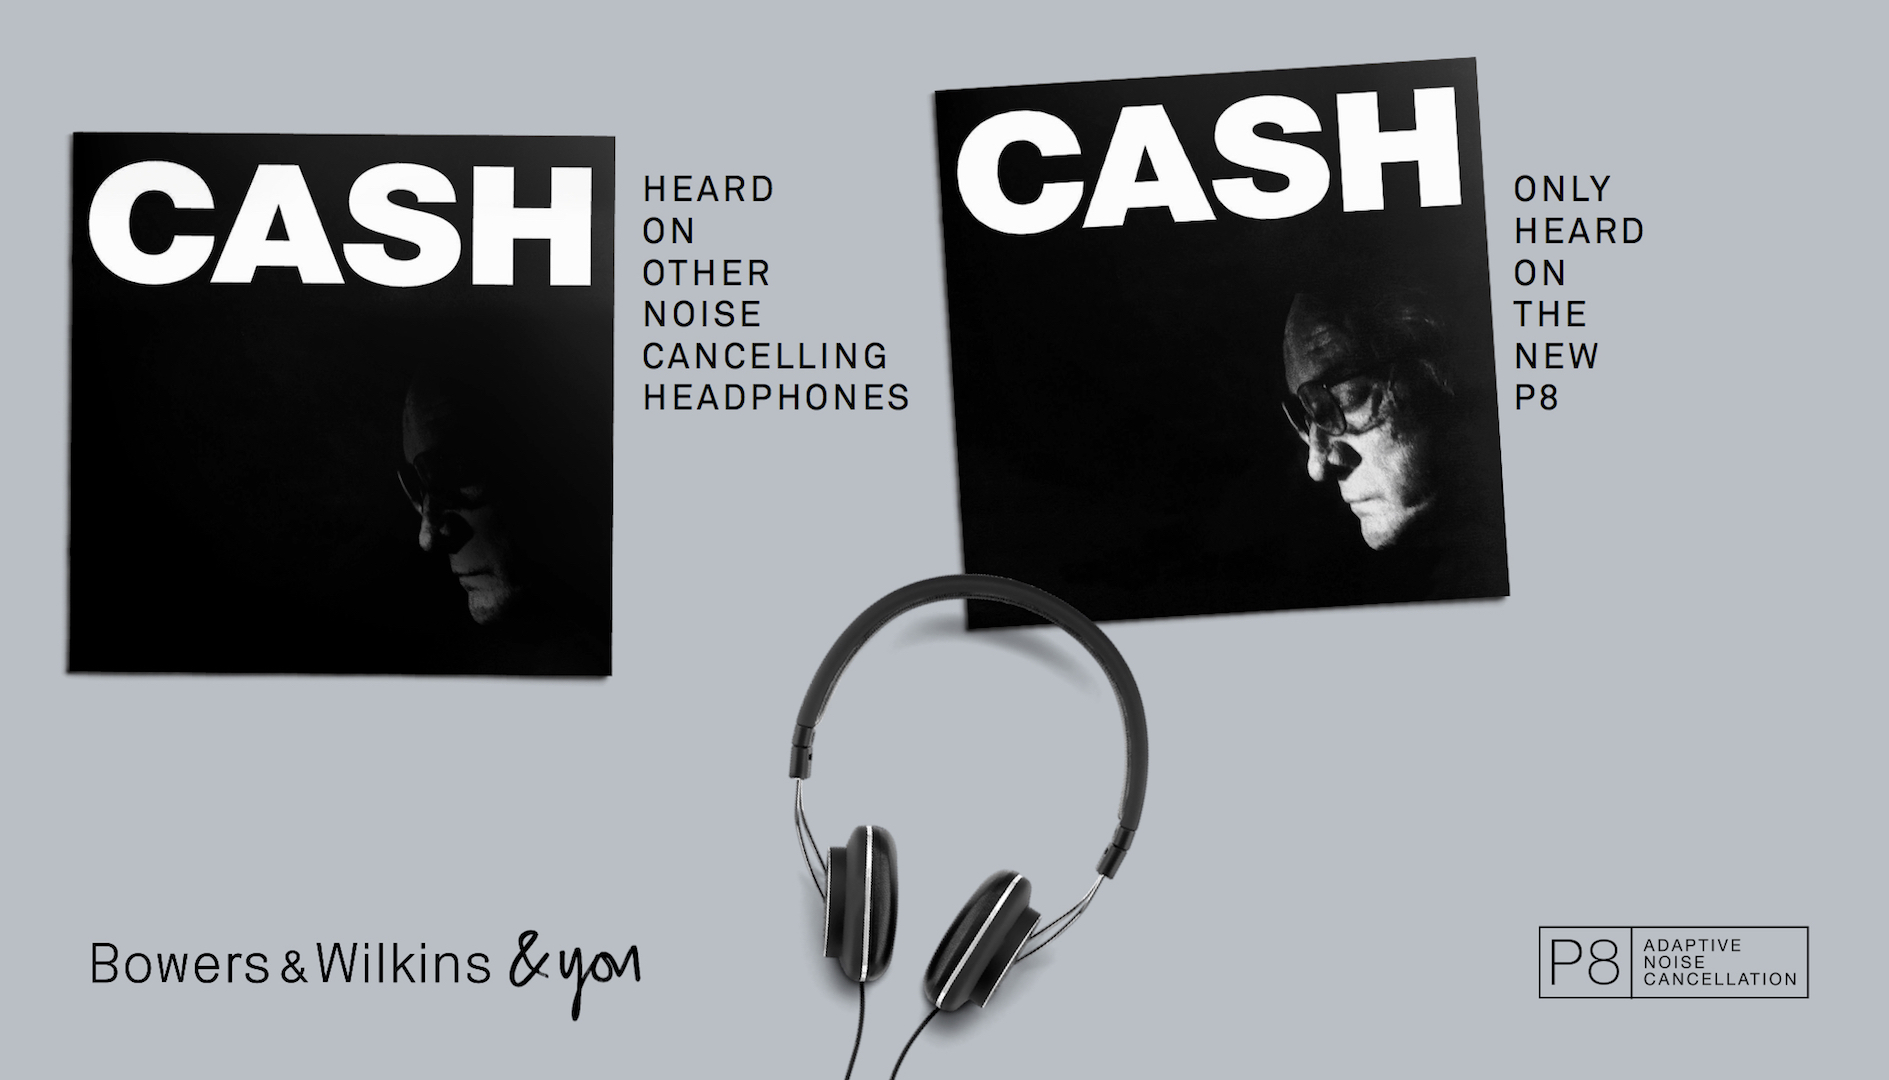 CASH
HEARD
ON
OTHER
NOISE
CANCELLING
HEADPHONES
CASH
ONLY
HEARD
ON
THE
NEW
P8
Bowers & Wilkins & you
P8
ADAPTIVE
NOISE
CANCELLATION